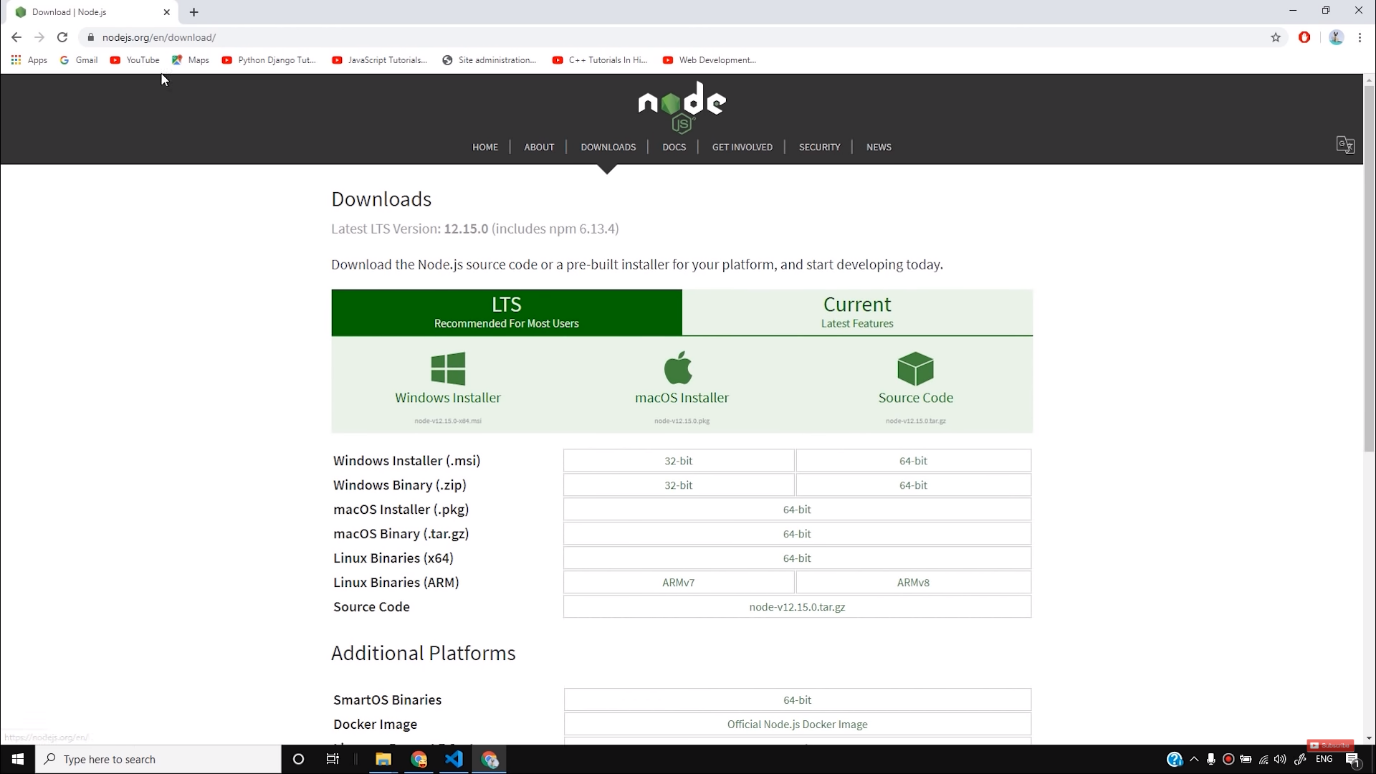 Download | Node.js
nodejs.org/en/download/
Apps
Gmail
YouTube
Maps
Python Django Tut...
JavaScript Tutorials...
Site administration...
C++ Tutorials In Hi...
Web Development...
node
JS
HOME
ABOUT
DOWNLOADS
DOCS
GET INVOLVED
SECURITY
NEWS
Downloads
Latest LTS Version: 12.15.0 (includes npm 6.13.4)
Download the Node.js source code or a pre-built installer for your platform, and start developing today.
LTS
Recommended For Most Users
Current
Latest Features
Windows Installer
node-v12.15.0-x64.msi
macOS Installer
node-v12.15.0.pkg
Source Code
node-v12.15.0.tar.gz
Windows Installer (.msi) 32-bit 64-bit
Windows Binary (.zip) 32-bit 64-bit
macOS Installer (.pkg) 64-bit
macOS Binary (.tar.gz) 64-bit
Linux Binaries (x64) 64-bit
Linux Binaries (ARM) ARMv7 ARMv8
Source Code node-v12.15.0.tar.gz
Additional Platforms
SmartOS Binaries 64-bit
Docker Image Official Node.js Docker Image
https://nodejs.org/en/
Subscribe
Type here to search
ENG
1